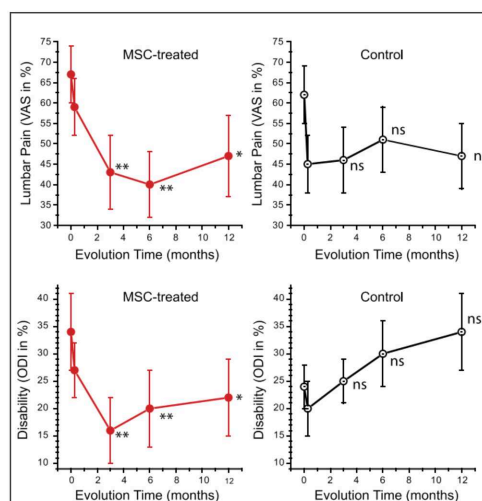 MSC-treated
Lumbar Pain (VAS in %)
75
70
65
60
55
50
45
40
35
30
25
0 2 4 6 8 10 12
**
**
*
Evolution Time (months)
Control
Lumbar Pain (VAS in %)
75
70
65
60
55
50
45
40
35
30
25
0 2 4 6 8 10 12
ns
ns
Evolution Time (months)
MSC-treated
Disability (ODI in %)
40
35
30
25
20
15
10
0 2 4 6 8 10 12
**
**
*
Evolution Time (months)
Control
Disability (ODI in %)
40
35
30
25
20
15
10
0 2 4 6 8 10 12
ns
ns
ns
Evolution Time (months)